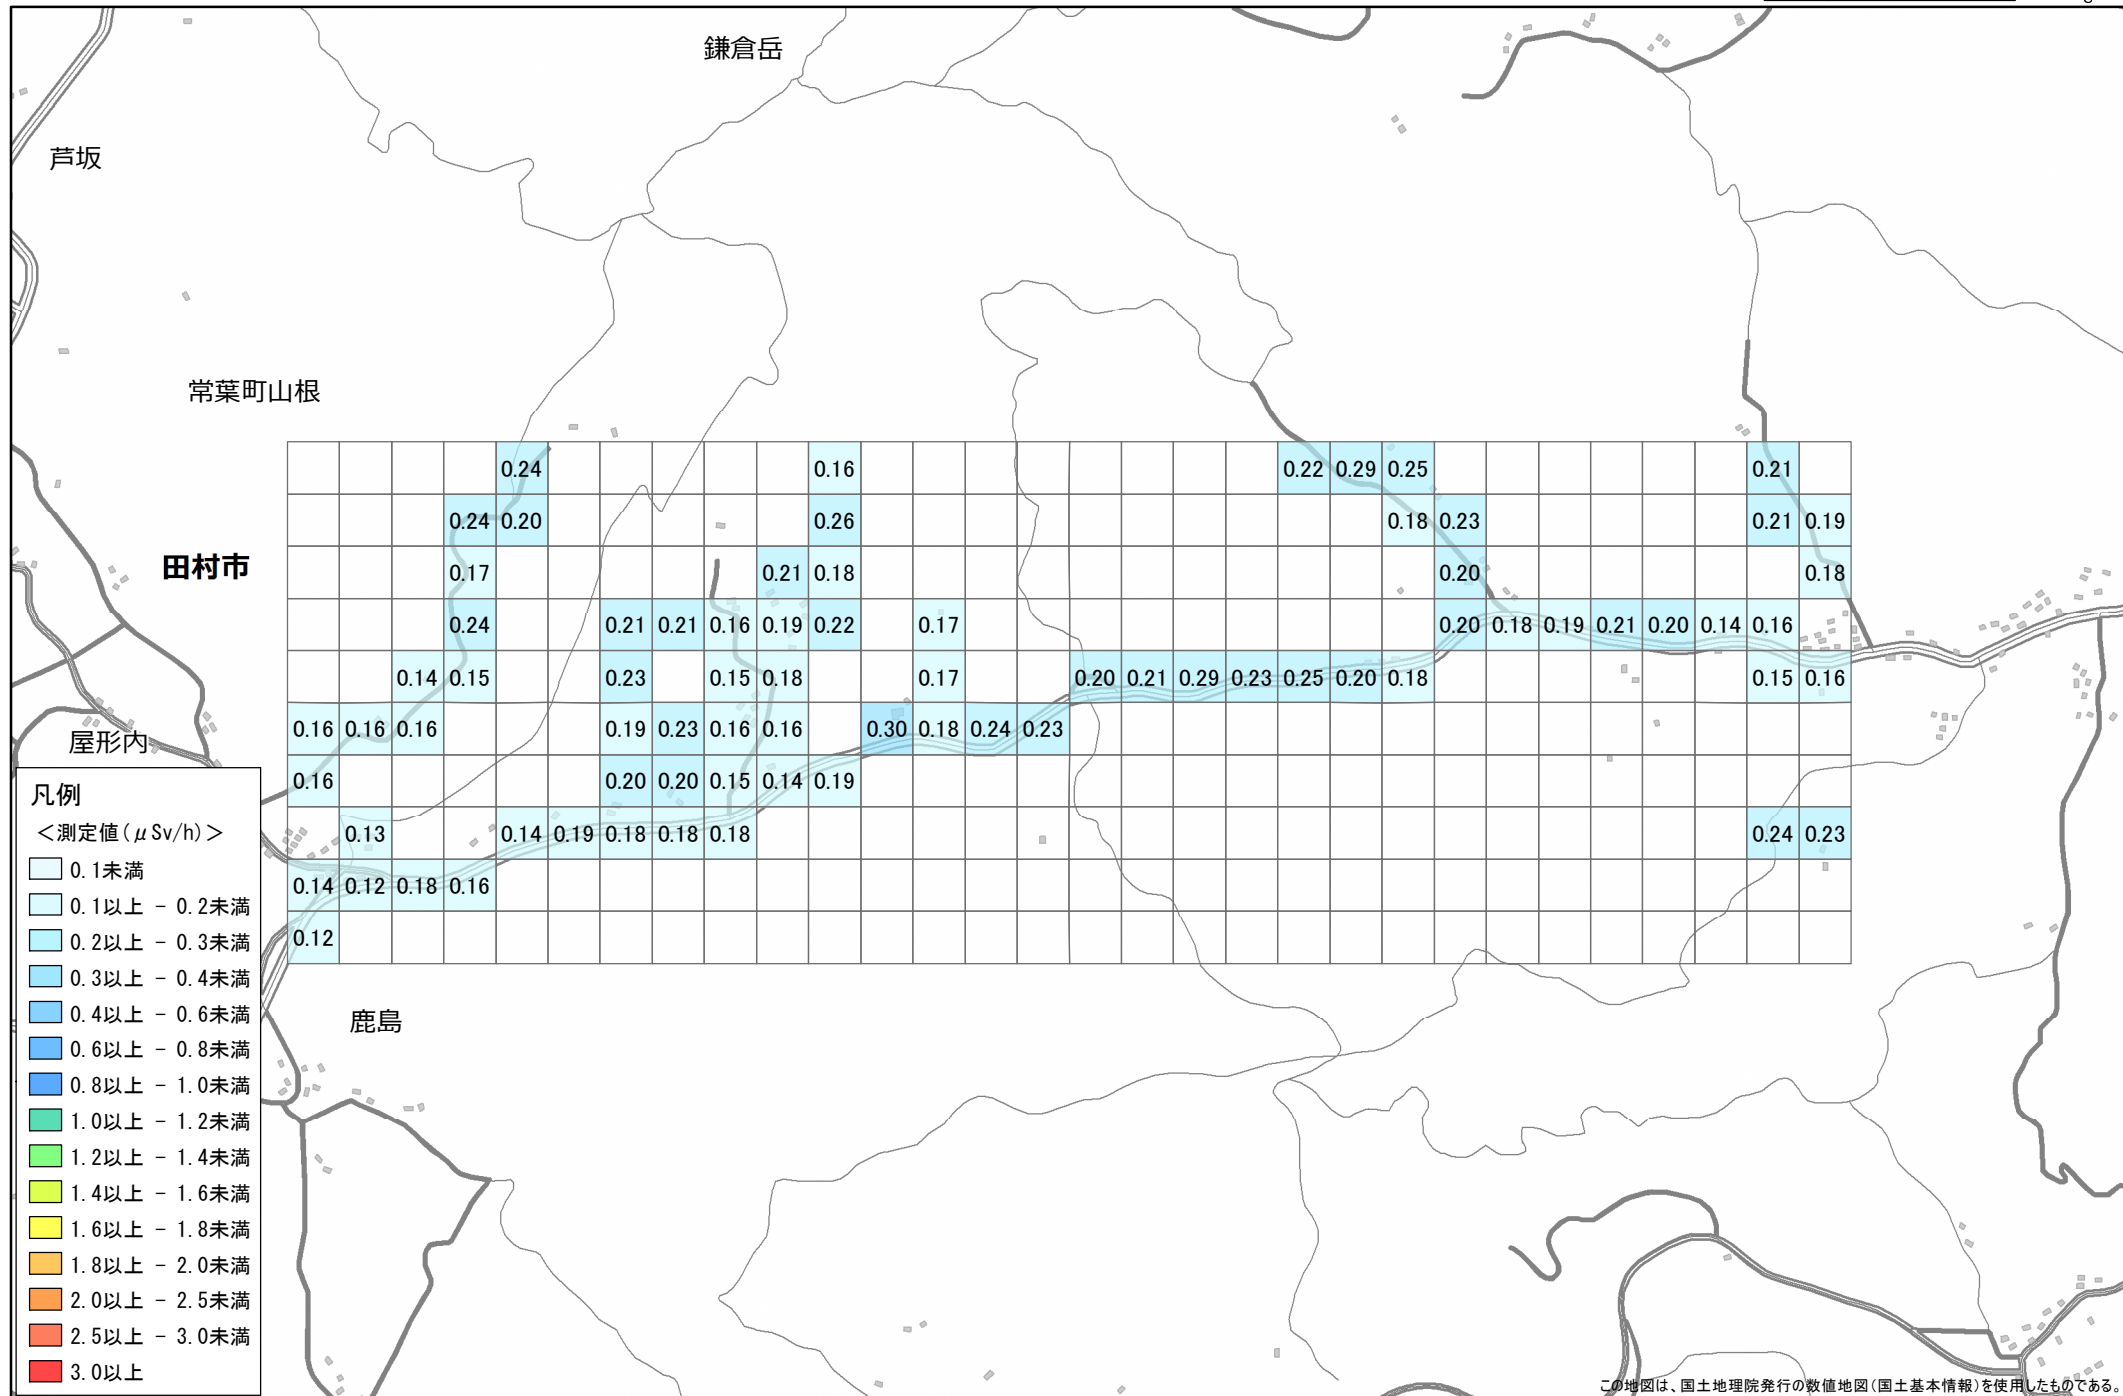 鎌倉岳
芦坂
常葉町山根
0.24 0.16 0.22 0.29 0.25 0.21
0.24 0.20 0.26 0.18 0.23 0.21 0.19
田村市
0.17 0.21 0.18 0.20 0.18
0.24 0.21 0.21 0.16 0.19 0.22 0.17 0.20 0.18 0.19 0.21 0.20 0.14 0.16
0.14 0.15 0.23 0.15 0.18 0.17 0.20 0.21 0.29 0.23 0.25 0.20 0.18 0.15 0.16
0.16 0.16 0.16 0.19 0.23 0.16 0.16 0.30 0.18 0.24 0.23
屋形内
0.16 0.20 0.20 0.15 0.14 0.19
0.13 0.14 0.19 0.18 0.18 0.18 0.24 0.23
0.14 0.12 0.18 0.16
0.12
鹿島
凡例
＜測定値(μSv/h)＞
0.1未満
0.1以上 － 0.2未満
0.2以上 － 0.3未満
0.3以上 － 0.4未満
0.4以上 － 0.6未満
0.6以上 － 0.8未満
0.8以上 － 1.0未満
1.0以上 － 1.2未満
1.2以上 － 1.4未満
1.4以上 － 1.6未満
1.6以上 － 1.8未満
1.8以上 － 2.0未満
2.0以上 － 2.5未満
2.5以上 － 3.0未満
3.0以上
この地図は、国土地理院発行の数値地図(国土基本情報)を使用したものである。